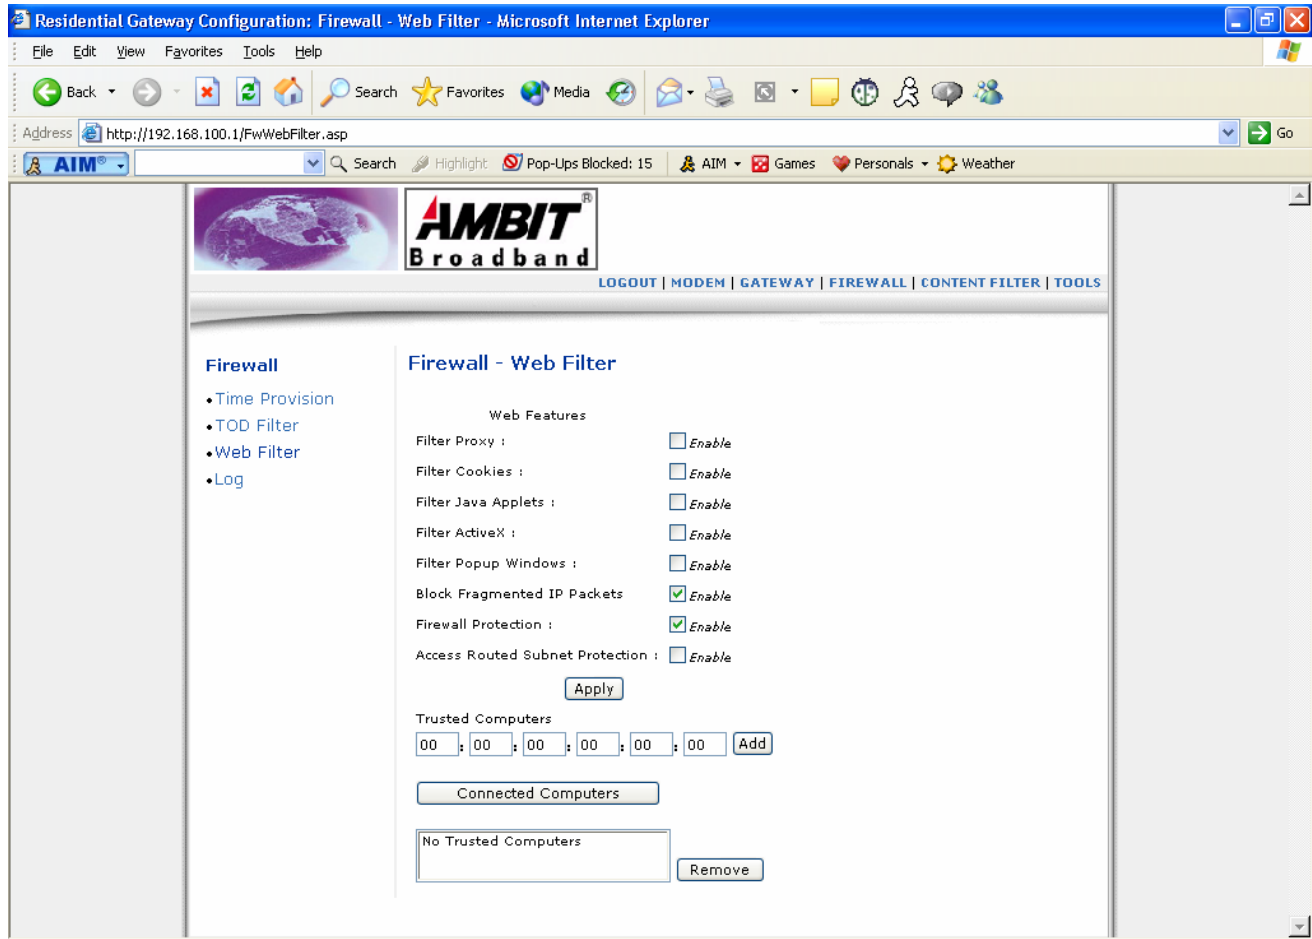 Residential Gateway Configuration: Firewall - Web Filter - Microsoft Internet Explorer
File Edit View Favorites Tools Help
Back Search Favorites Media
Address http://192.168.100.1/FwWebFilter.asp Go
AIM® Search Highlight Pop-Ups Blocked: 15 AIM Games Personals Weather
AMBIT®
Broadband
LOGOUT | MODEM | GATEWAY | FIREWALL | CONTENT FILTER | TOOLS
Firewall
•Time Provision
•TOD Filter
•Web Filter
•Log
Firewall - Web Filter
Web Features
Filter Proxy : Enable
Filter Cookies : Enable
Filter Java Applets : Enable
Filter ActiveX : Enable
Filter Popup Windows : Enable
Block Fragmented IP Packets Enable
Firewall Protection : Enable
Access Routed Subnet Protection : Enable
Apply
Trusted Computers
00 : 00 : 00 : 00 : 00 : 00 Add
Connected Computers
No Trusted Computers
Remove